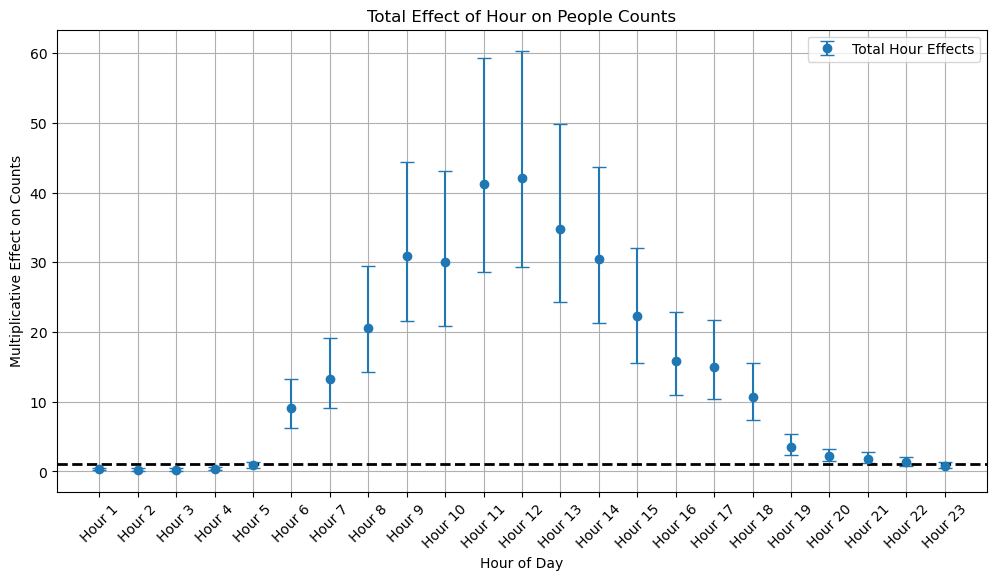 Total Effect of Hour on People Counts
Total Hour Effects
Multiplicative Effect on Counts
60
50
40
30
20
10
0
Hour 1
Hour 2
Hour 3
Hour 4
Hour 5
Hour 6
Hour 7
Hour 8
Hour 9
Hour 10
Hour 11
Hour 12
Hour 13
Hour 14
Hour 15
Hour 16
Hour 17
Hour 18
Hour 19
Hour 20
Hour 21
Hour 22
Hour 23
Hour of Day